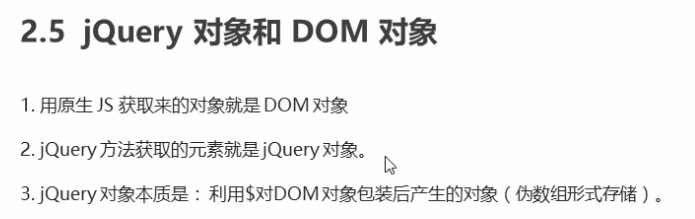 2.5 jQuery 对象和 DOM 对象
1. 用原生 JS 获取来的对象就是 DOM 对象
2. jQuery 方法获取的元素就是 jQuery 对象。
3. jQuery 对象本质是： 利用$对DOM 对象包装后产生的对象（伪数组形式存储）。